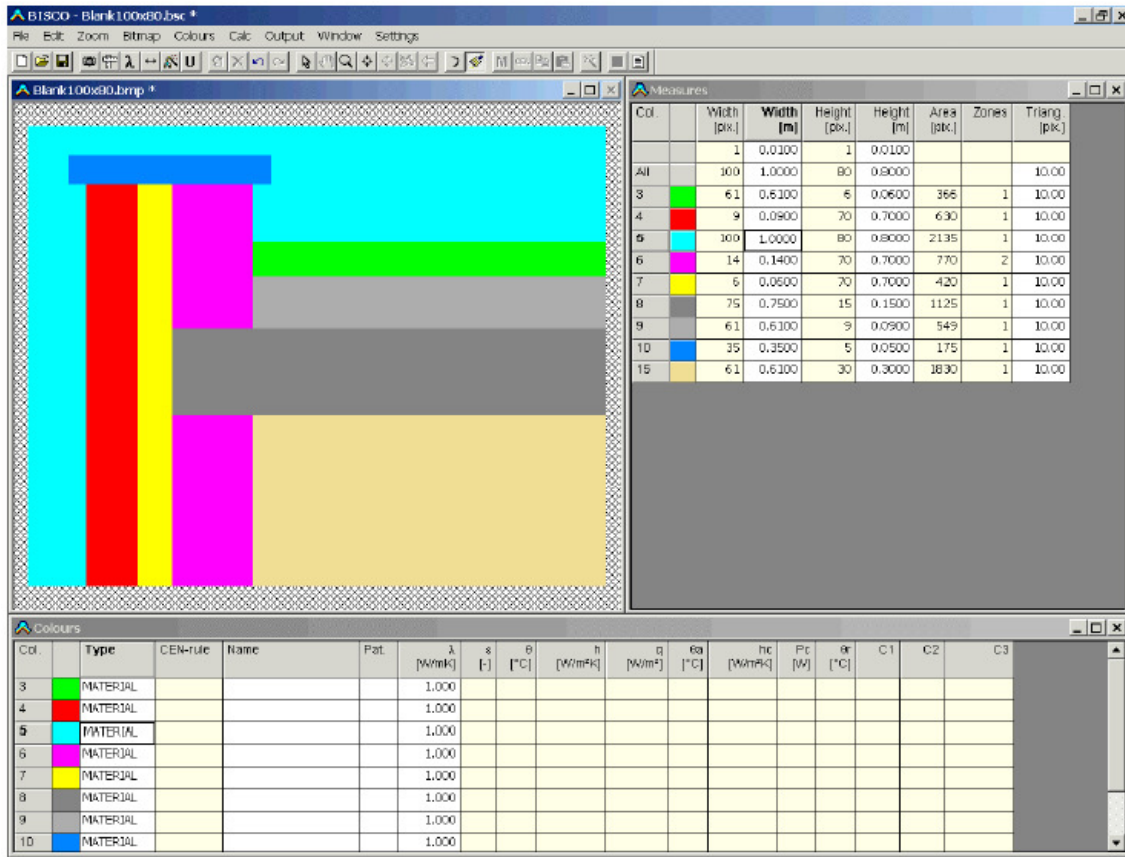 BISCO - Blank100x80.bsc *
File Edit Zoom Bitmap Colours Calc Output Window Settings
Blank100x80.bmp *
Measures
Col. Width [pix.] Width [m] Height [pix.] Height [m] Area [pix.] Zones Triang. [pix.]
1 0.0100 1 0.0100
All 100 1.0000 80 0.8000 10.00
3 61 0.6100 6 0.0600 366 1 10.00
4 9 0.0900 70 0.7000 630 1 10.00
5 100 1.0000 80 0.8000 2135 1 10.00
6 14 0.1400 70 0.7000 770 2 10.00
7 6 0.0600 70 0.7000 420 1 10.00
8 75 0.7500 15 0.1500 1125 1 10.00
9 61 0.6100 9 0.0900 549 1 10.00
10 35 0.3500 5 0.0500 175 1 10.00
15 61 0.6100 30 0.3000 1830 1 10.00
Colours
Col. Type CEN-rule Name Pat. λ [W/mK] ε [-] θ [°C] h [W/m²K] q [W/m²] θa [°C] hc [W/m²K] Pc [W] θr [°C] C1 C2 C3
3 MATERIAL 1.000
4 MATERIAL 1.000
5 MATERIAL 1.000
6 MATERIAL 1.000
7 MATERIAL 1.000
8 MATERIAL 1.000
9 MATERIAL 1.000
10 MATERIAL 1.000